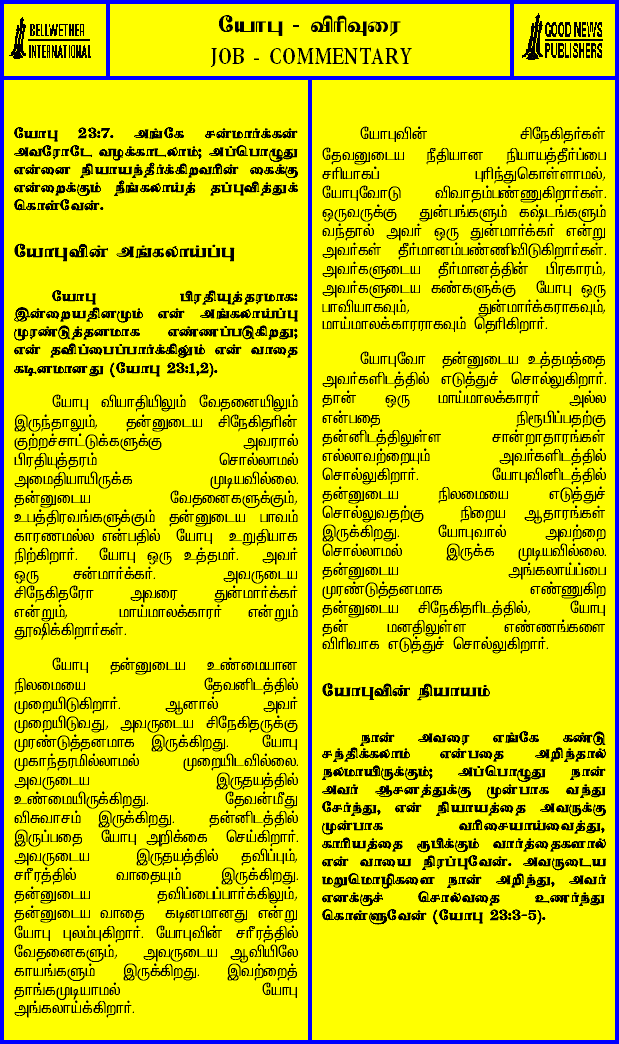 BELLWETHER
INTERNATIONAL
யோபு - விரிவுரை
JOB - COMMENTARY
GOOD NEWS
PUBLISHERS
யோபு 23:7. அங்கே சன்மார்க்கன்
அவரோடே வழக்காடலாம்; அப்பொழுது
என்னை நியாயந்தீர்க்கிறவரின் கைக்கு
என்றைக்கும் நீங்கலாய்த் தப்புவித்துக்
கொள்வேன்.
யோபுவின் அங்கலாய்ப்பு
யோபு பிரதியுத்தரமாக:
இன்றையதினமும் என் அங்கலாய்ப்பு
முரண்டுத்தனமாக எண்ணப்படுகிறது;
என் தவிப்பைப்பார்க்கிலும் என் வாதை
கடினமானது (யோபு 23:1,2).
யோபு வியாதியிலும் வேதனையிலும்
இருந்தாலும், தன்னுடைய சிநேகிதரின்
குற்றச்சாட்டுக்களுக்கு அவரால்
பிரதியுத்தரம் சொல்லாமல்
அமைதியாயிருக்க முடியவில்லை.
தன்னுடைய வேதனைகளுக்கும்,
உபத்திரவங்களுக்கும் தன்னுடைய பாவம்
காரணமல்ல என்பதில் யோபு உறுதியாக
நிற்கிறார். யோபு ஒரு உத்தமர். அவர்
ஒரு சன்மார்க்கர். அவருடைய
சிநேகிதரோ அவரை துன்மார்க்கர்
என்றும், மாய்மாலக்காரர் என்றும்
தூஷிக்கிறார்கள்.
யோபு தன்னுடைய உண்மையான
நிலமையை தேவனிடத்தில்
முறையிடுகிறார். ஆனால் அவர்
முறையிடுவது, அவருடைய சிநேகிதருக்கு
முரண்டுத்தனமாக இருக்கிறது. யோபு
முகாந்தரமில்லாமல் முறையிடவில்லை.
அவருடைய இருதயத்தில்
உண்மையிருக்கிறது. தேவன்மீது
விசுவாசம் இருக்கிறது. தன்னிடத்தில்
இருப்பதை யோபு அறிக்கை செய்கிறார்.
அவருடைய இருதயத்தில் தவிப்பும்,
சரீரத்தில் வாதையும் இருக்கிறது.
தன்னுடைய தவிப்பைப்பார்க்கிலும்,
தன்னுடைய வாதை கடினமானது என்று
யோபு புலம்புகிறார். யோபுவின் சரீரத்தில்
வேதனைகளும், அவருடைய ஆவியிலே
காயங்களும் இருக்கிறது. இவற்றைத்
தாங்கமுடியாமல் யோபு
அங்கலாய்க்கிறார்.
யோபுவின் சிநேகிதர்கள்
தேவனுடைய நீதியான நியாயத்தீர்ப்பை
சரியாகப் புரிந்துகொள்ளாமல்,
யோபுவோடு விவாதம்பண்ணுகிறார்கள்.
ஒருவருக்கு துன்பங்களும் கஷ்டங்களும்
வந்தால் அவர் ஒரு துன்மார்க்கர் என்று
அவர்கள் தீர்மானம்பண்ணிவிடுகிறார்கள்.
அவர்களுடைய தீர்மானத்தின் பிரகாரம்,
அவர்களுடைய கண்களுக்கு யோபு ஒரு
பாவியாகவும், துன்மார்க்கராகவும்,
மாய்மாலக்காரராகவும் தெரிகிறார்.
யோபுவோ தன்னுடைய உத்தமத்தை
அவர்களிடத்தில் எடுத்துச் சொல்லுகிறார்.
தான் ஒரு மாய்மாலக்காரர் அல்ல
என்பதை நிரூபிப்பதற்கு
தன்னிடத்திலுள்ள சான்றாதாரங்கள்
எல்லாவற்றையும் அவர்களிடத்தில்
சொல்லுகிறார். யோபுவினிடத்தில்
தன்னுடைய நிலமையை எடுத்துச்
சொல்லுவதற்கு நிறைய ஆதாரங்கள்
இருக்கிறது. யோபுவால் அவற்றை
சொல்லாமல் இருக்க முடியவில்லை.
தன்னுடைய அங்கலாய்ப்பை
முரண்டுத்தனமாக எண்ணுகிற
தன்னுடைய சிநேகிதரிடத்தில், யோபு
தன் மனதிலுள்ள எண்ணங்களை
விரிவாக எடுத்துச் சொல்லுகிறார்.
யோபுவின் நியாயம்
நான் அவரை எங்கே கண்டு
சந்திக்கலாம் என்பதை அறிந்தால்
நலமாயிருக்கும்; அப்பொழுது நான்
அவர் ஆசனத்துக்கு முன்பாக வந்து
சேர்ந்து, என் நியாயத்தை அவருக்கு
முன்பாக வரிசையாய்வைத்து,
காரியத்தை ரூபிக்கும் வார்த்தைகளால்
என் வாயை நிரப்புவேன். அவருடைய
மறுமொழிகளை நான் அறிந்து, அவர்
எனக்குச் சொல்வதை உணர்ந்து
கொள்ளுவேன் (யோபு 23:3-5).